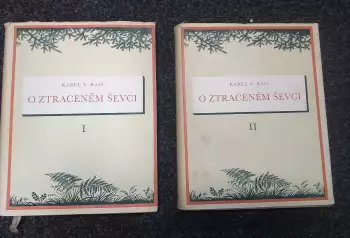 KAREL V. RAIS
O ZTRACENÉM ŠEVCI
I
KAREL V. RAIS
O ZTRACENÉM ŠEVCI
II